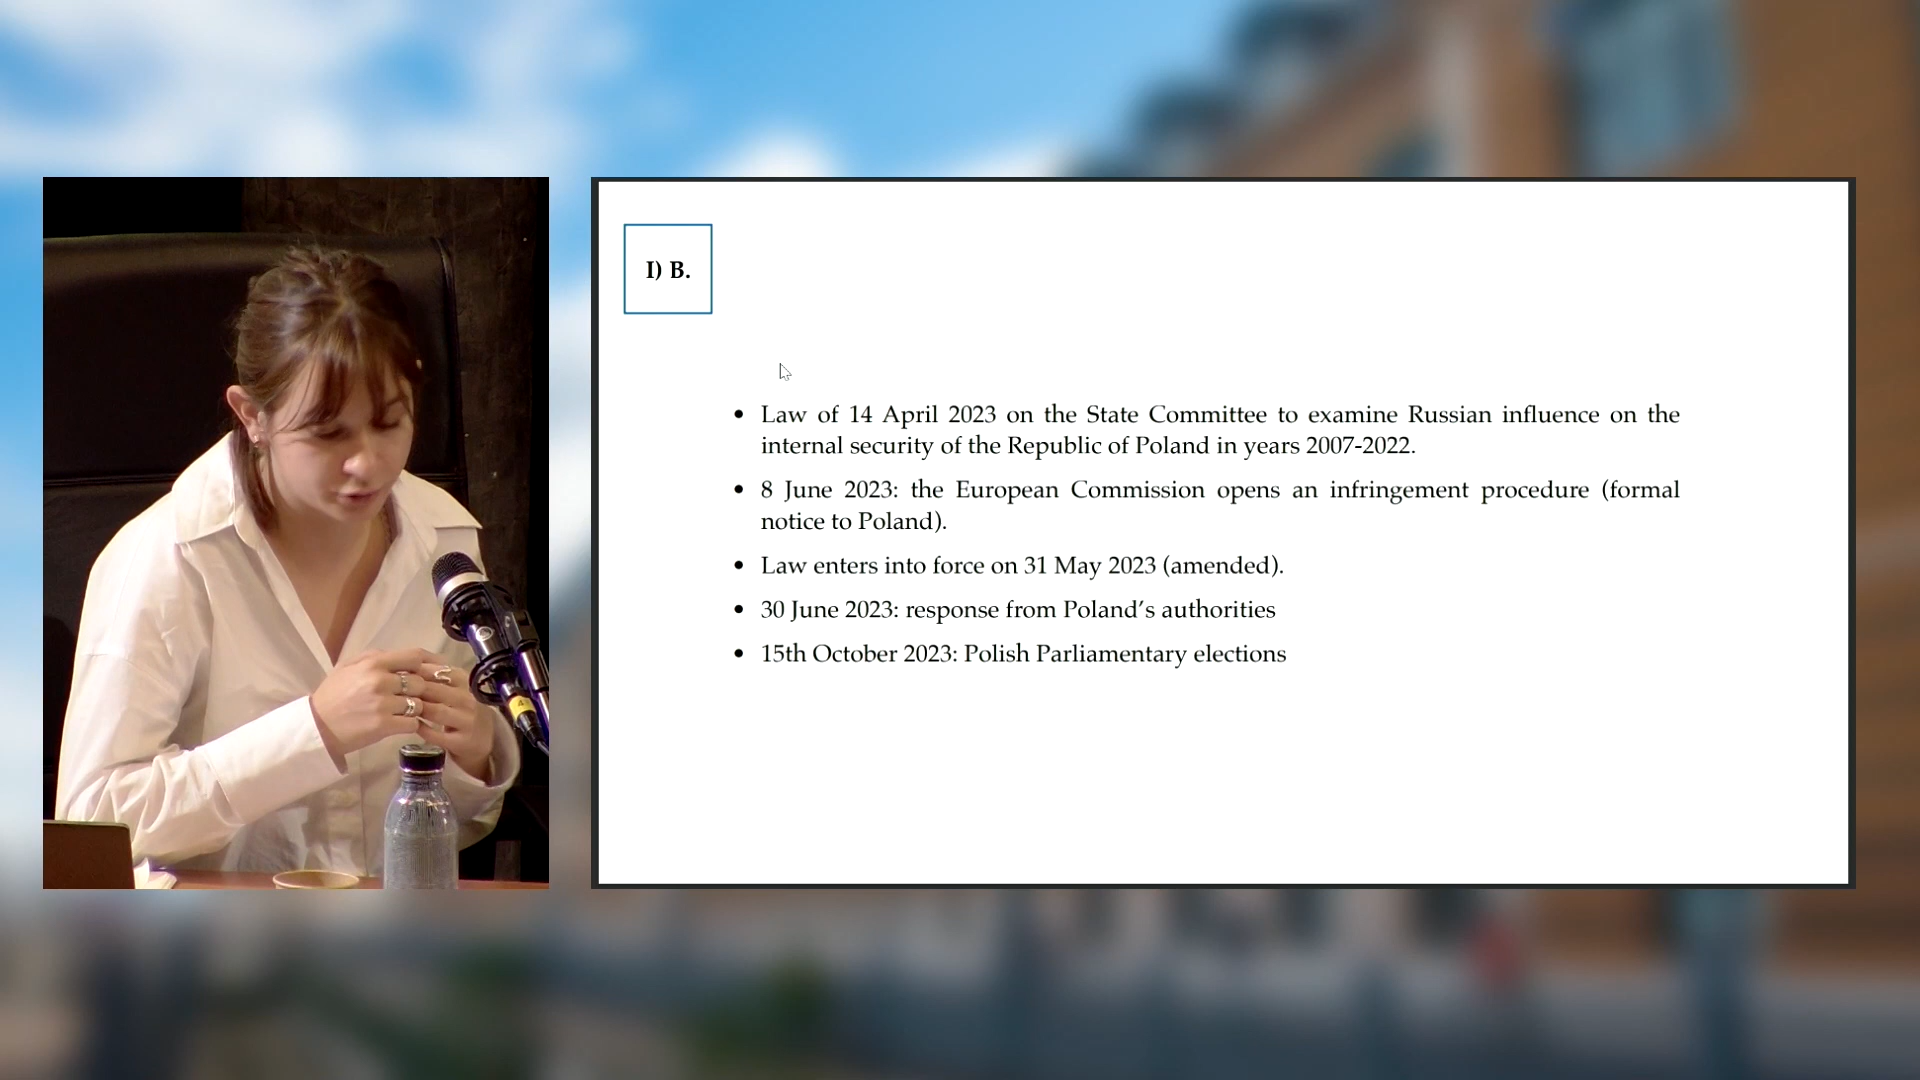 I) B.
• Law of 14 April 2023 on the State Committee to examine Russian influence on the
internal security of the Republic of Poland in years 2007-2022.
• 8 June 2023: the European Commission opens an infringement procedure (formal
notice to Poland).
• Law enters into force on 31 May 2023 (amended).
• 30 June 2023: response from Poland's authorities
• 15th October 2023: Polish Parliamentary elections